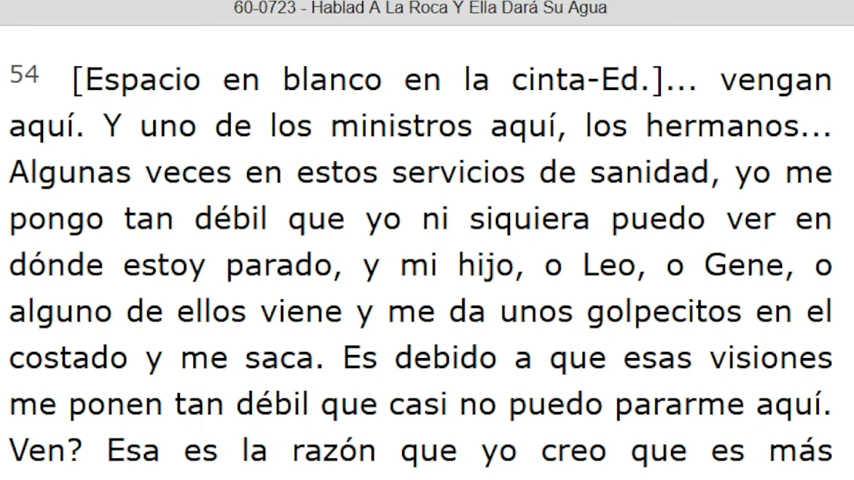 60-0723 - Hablad A La Roca Y Ella Dará Su Agua
54 [Espacio en blanco en la cinta-Ed.]... vengan
aquí. Y uno de los ministros aquí, los hermanos...
Algunas veces en estos servicios de sanidad, yo me
pongo tan débil que yo ni siquiera puedo ver en
dónde estoy parado, y mi hijo, o Leo, o Gene, o
alguno de ellos viene y me da unos golpecitos en el
costado y me saca. Es debido a que esas visiones
me ponen tan débil que casi no puedo pararme aquí.
Ven? Esa es la razón que yo creo que es más